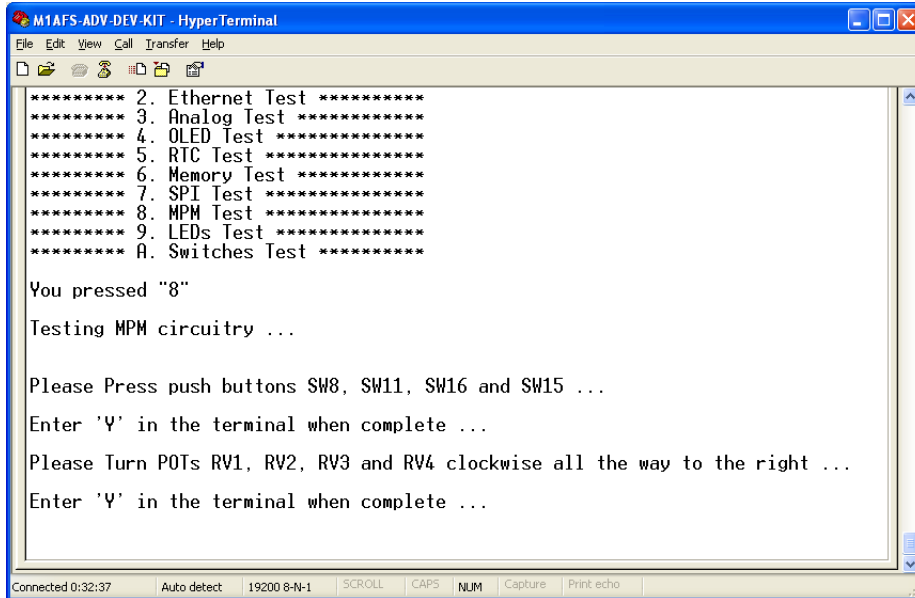 M1AFS-ADV-DEV-KIT - HyperTerminal
File Edit View Call Transfer Help
********* 2. Ethernet Test **********
********* 3. Analog Test ************
********* 4. OLED Test **************
********* 5. RTC Test ***************
********* 6. Memory Test ************
********* 7. SPI Test ***************
********* 8. MPM Test ***************
********* 9. LEDs Test **************
********* A. Switches Test **********
You pressed "8"
Testing MPM circuitry ...
Please Press push buttons SW8, SW11, SW16 and SW15 ...
Enter 'Y' in the terminal when complete ...
Please Turn POTs RV1, RV2, RV3 and RV4 clockwise all the way to the right ...
Enter 'Y' in the terminal when complete ...
Connected 0:32:37 Auto detect 19200 8-N-1 SCROLL CAPS NUM Capture Print echo